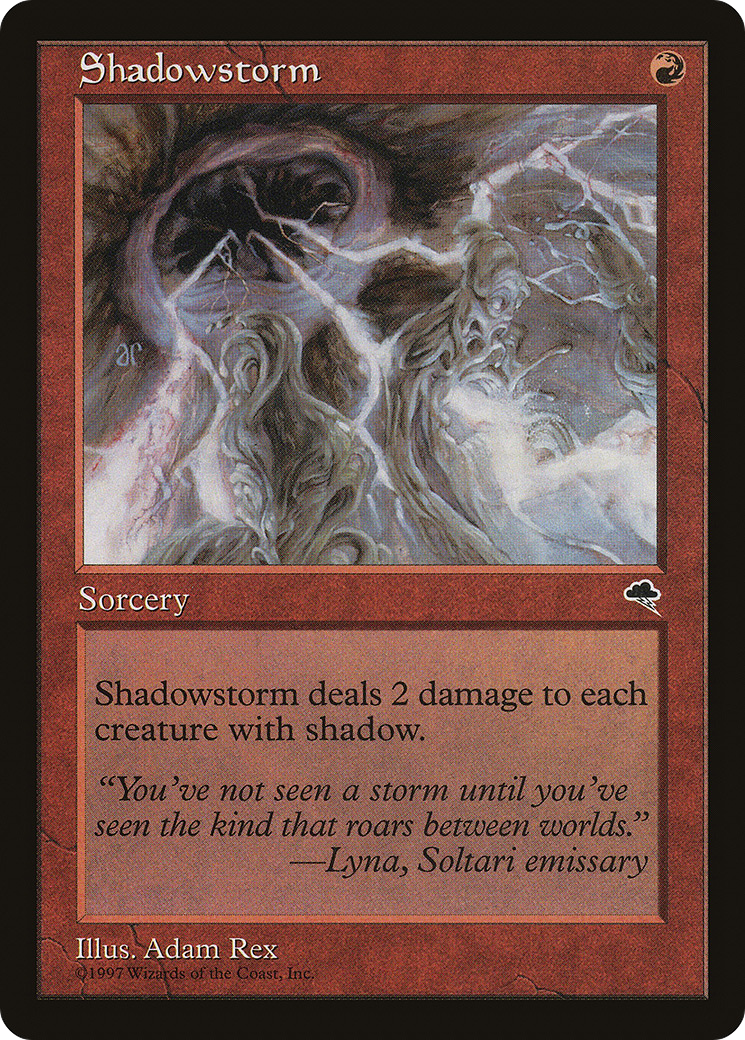 Shadowstorm
ar
Sorcery
Shadowstorm deals 2 damage to each
creature with shadow.
“You’ve not seen a storm until you’ve
seen the kind that roars between worlds.”
—Lyna, Soltari emissary
Illus. Adam Rex
©1997 Wizards of the Coast, Inc.